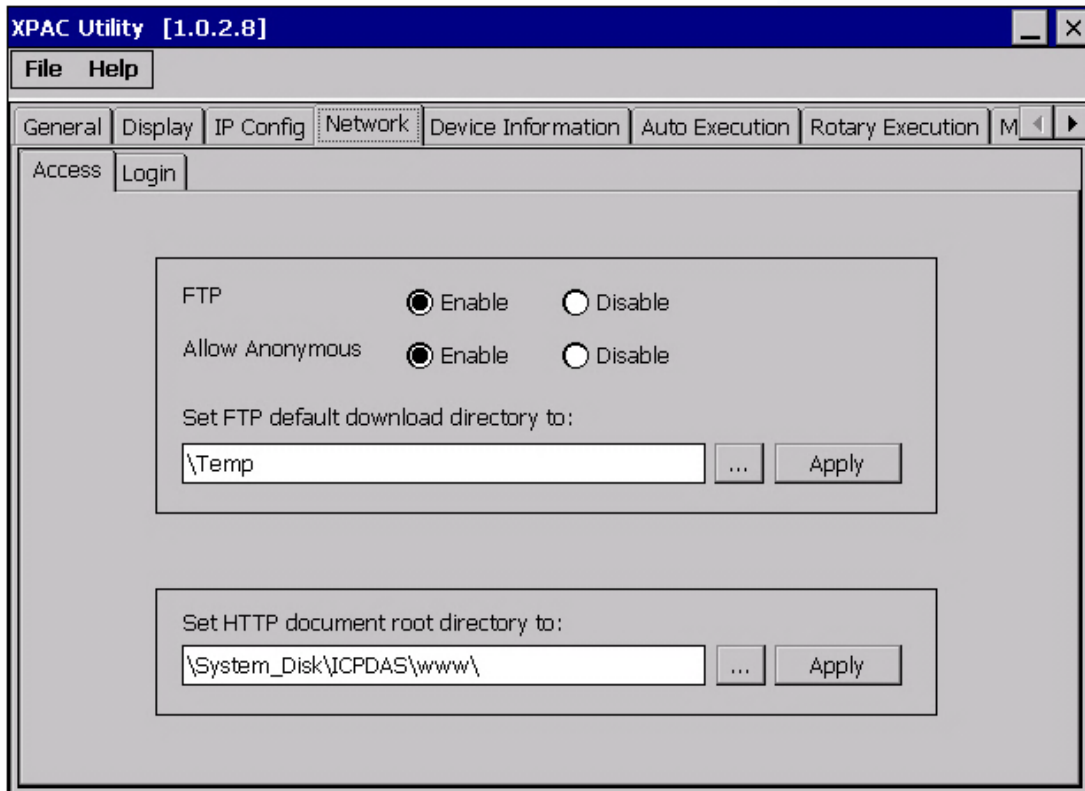 XPAC Utility [1.0.2.8]
File Help
General Display IP Config Network Device Information Auto Execution Rotary Execution M
Access Login
FTP Enable Disable
Allow Anonymous Enable Disable
Set FTP default download directory to:
\Temp ... Apply
Set HTTP document root directory to:
\System_Disk\ICPDAS\www\ ... Apply